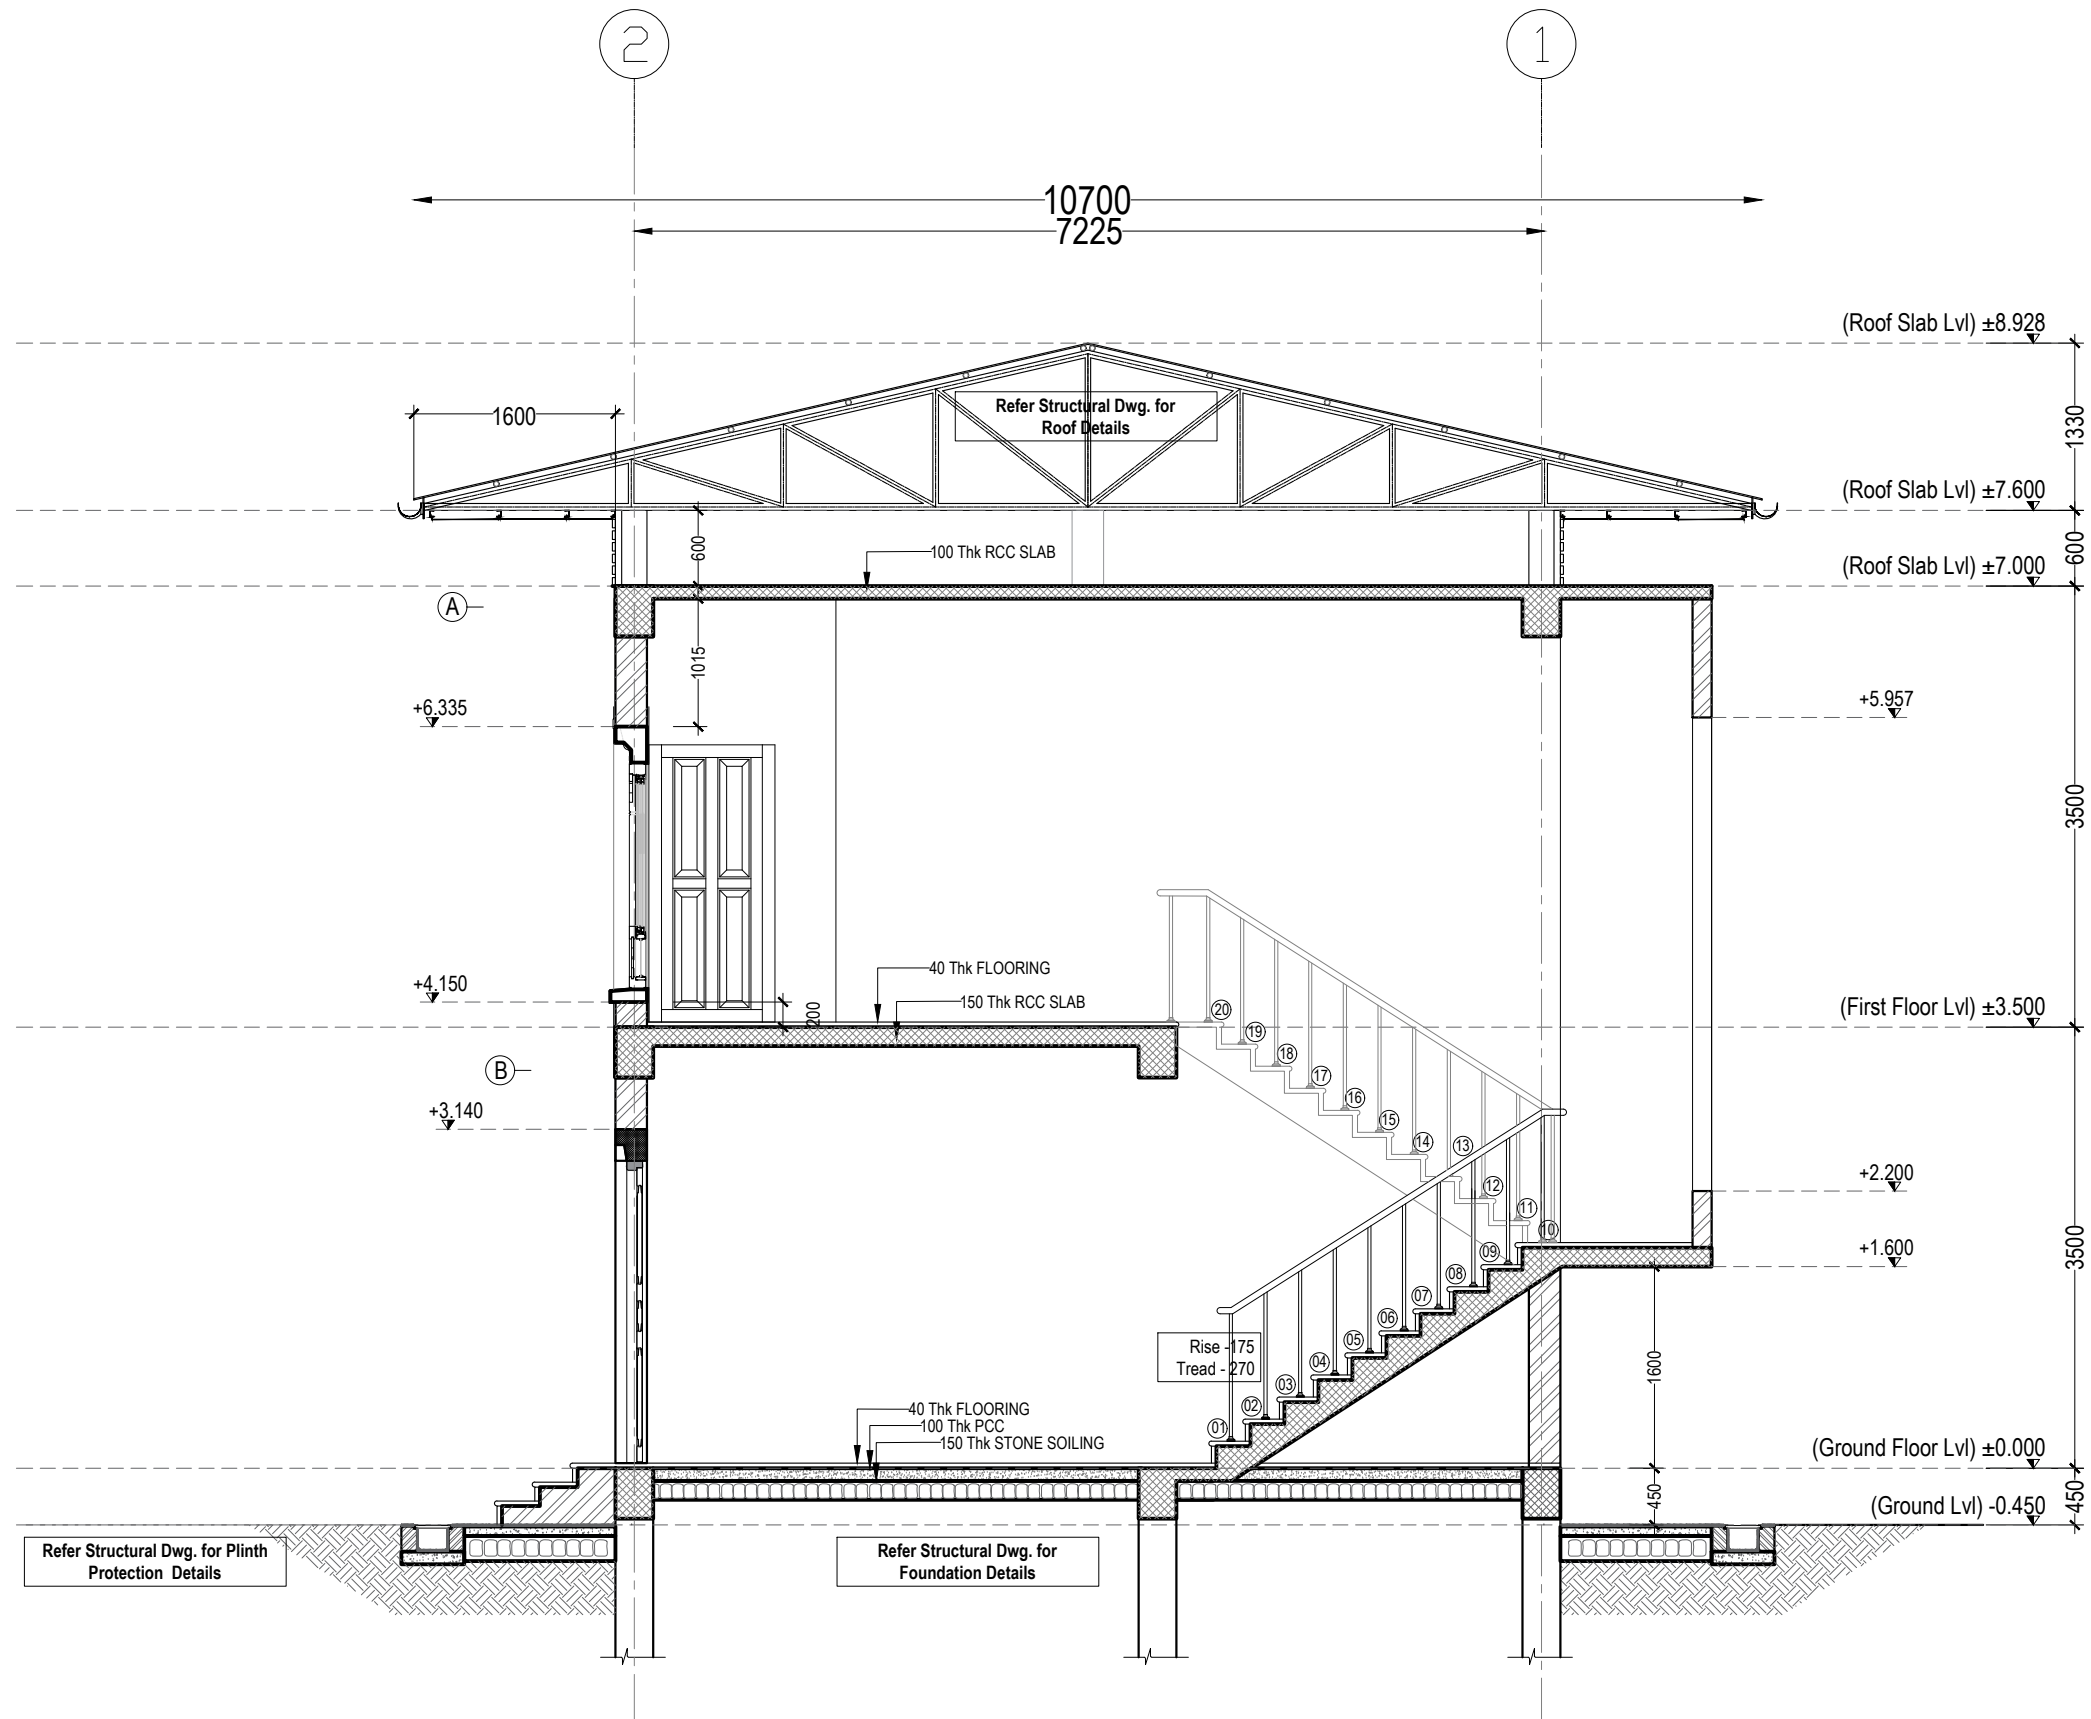 2
1
10700
7225
(Roof Slab Lvl) ±8.928
1600
Refer Structural Dwg. for
Roof Details
1330
(Roof Slab Lvl) ±7.600
600
100 Thk RCC SLAB
600
(Roof Slab Lvl) ±7.000
A
1015
+6.335
+5.957
3500
40 Thk FLOORING
+4.150
150 Thk RCC SLAB
200
(First Floor Lvl) ±3.500
20
19
18
17
16
15
14
13
12
11
10
B
+3.140
+2.200
+1.600
3500
09
08
07
06
05
04
03
02
01
Rise -175
Tread - 270
1600
40 Thk FLOORING
100 Thk PCC
150 Thk STONE SOILING
(Ground Floor Lvl) ±0.000
450
450
(Ground Lvl) -0.450
Refer Structural Dwg. for Plinth
Protection Details
Refer Structural Dwg. for
Foundation Details